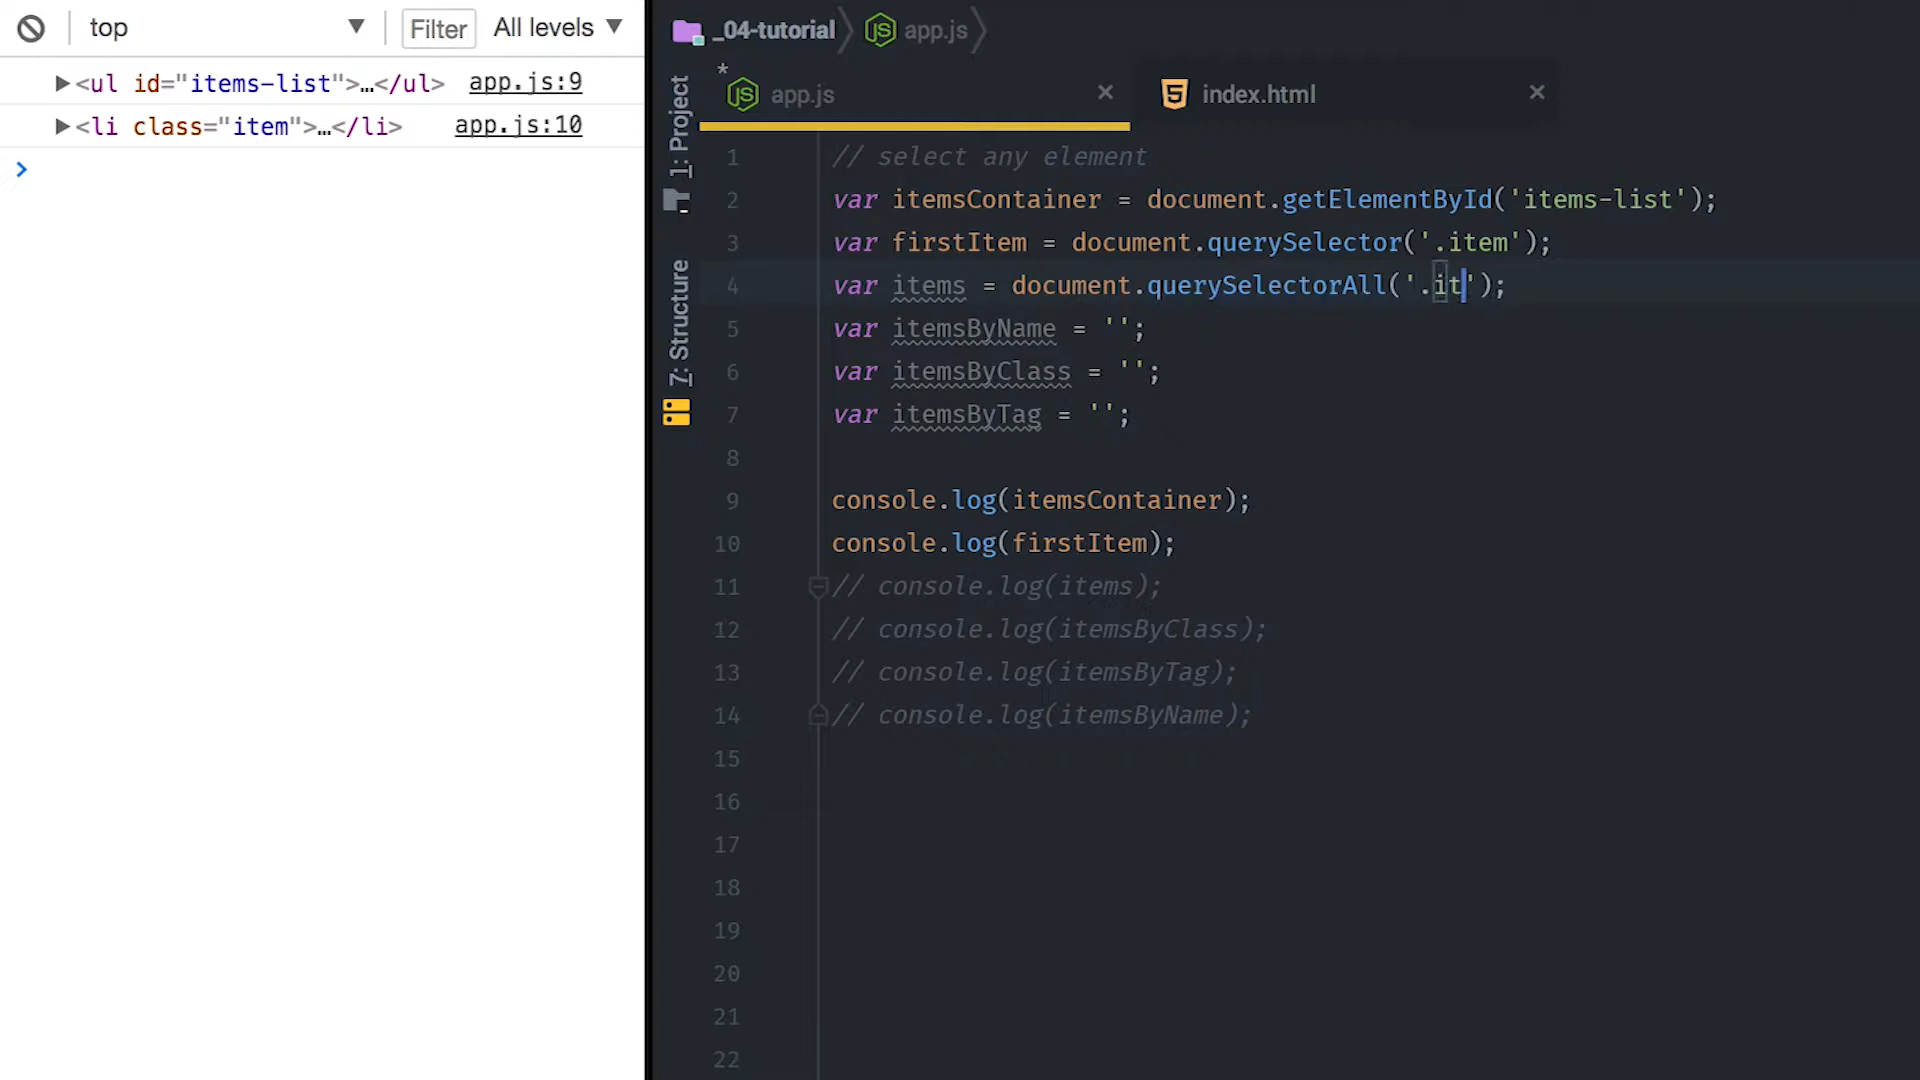 top
Filter
All levels
▶<ul id="items-list">…</ul> app.js:9
▶<li class="item">…</li> app.js:10
>
_04-tutorial
app.js
1: Project
7: Structure
* app.js
index.html
1 // select any element
2 var itemsContainer = document.getElementById('items-list');
3 var firstItem = document.querySelector('.item');
4 var items = document.querySelectorAll('.it');
5 var itemsByName = '';
6 var itemsByClass = '';
7 var itemsByTag = '';
8
9 console.log(itemsContainer);
10 console.log(firstItem);
11 // console.log(items);
12 // console.log(itemsByClass);
13 // console.log(itemsByTag);
14 // console.log(itemsByName);
15
16
17
18
19
20
21
22